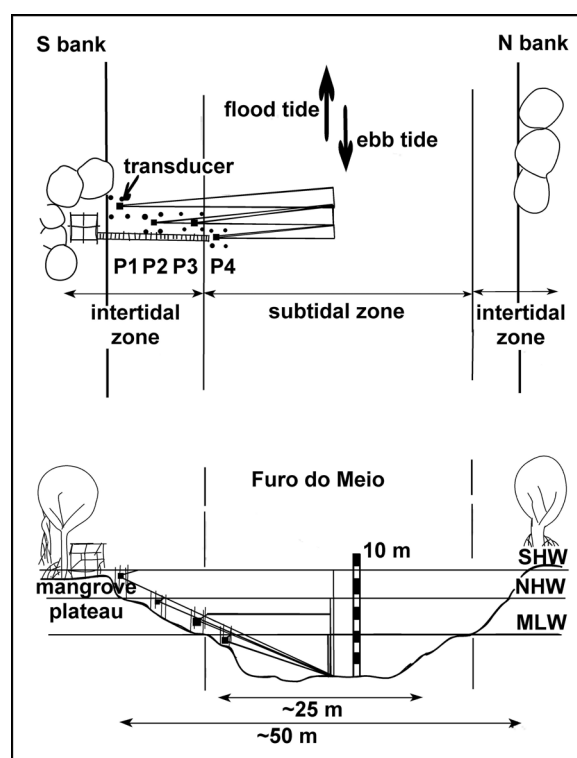 S bank
N bank
flood tide
ebb tide
transducer
P1 P2 P3 P4
intertidal
zone
subtidal zone
intertidal
zone
Furo do Meio
10 m
SHW
mangrove
plateau
NHW
MLW
~25 m
~50 m